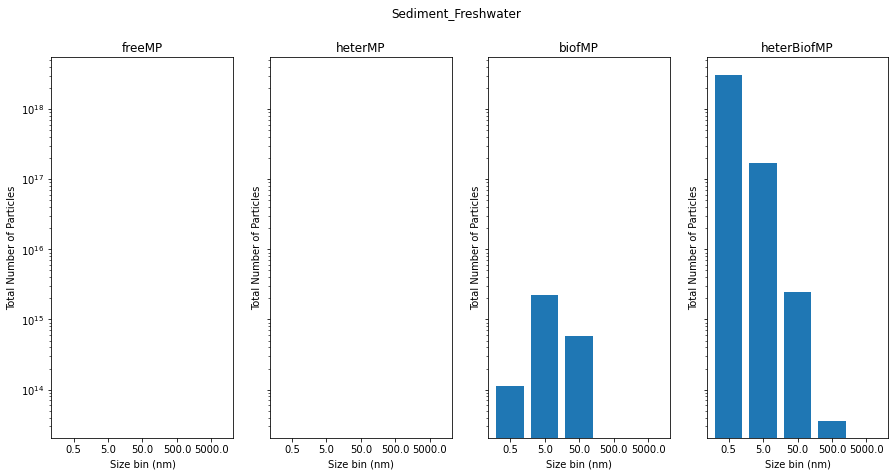 Sediment_Freshwater
freeMP
heterMP
biofMP
heterBiofMP
Total Number of Particles
10^18
10^17
10^16
10^15
10^14
0.5 5.0 50.0 500.0 5000.0
Size bin (nm)
Total Number of Particles
0.5 5.0 50.0 500.0 5000.0
Size bin (nm)
Total Number of Particles
0.5 5.0 50.0 500.0 5000.0
Size bin (nm)
Total Number of Particles
0.5 5.0 50.0 500.0 5000.0
Size bin (nm)